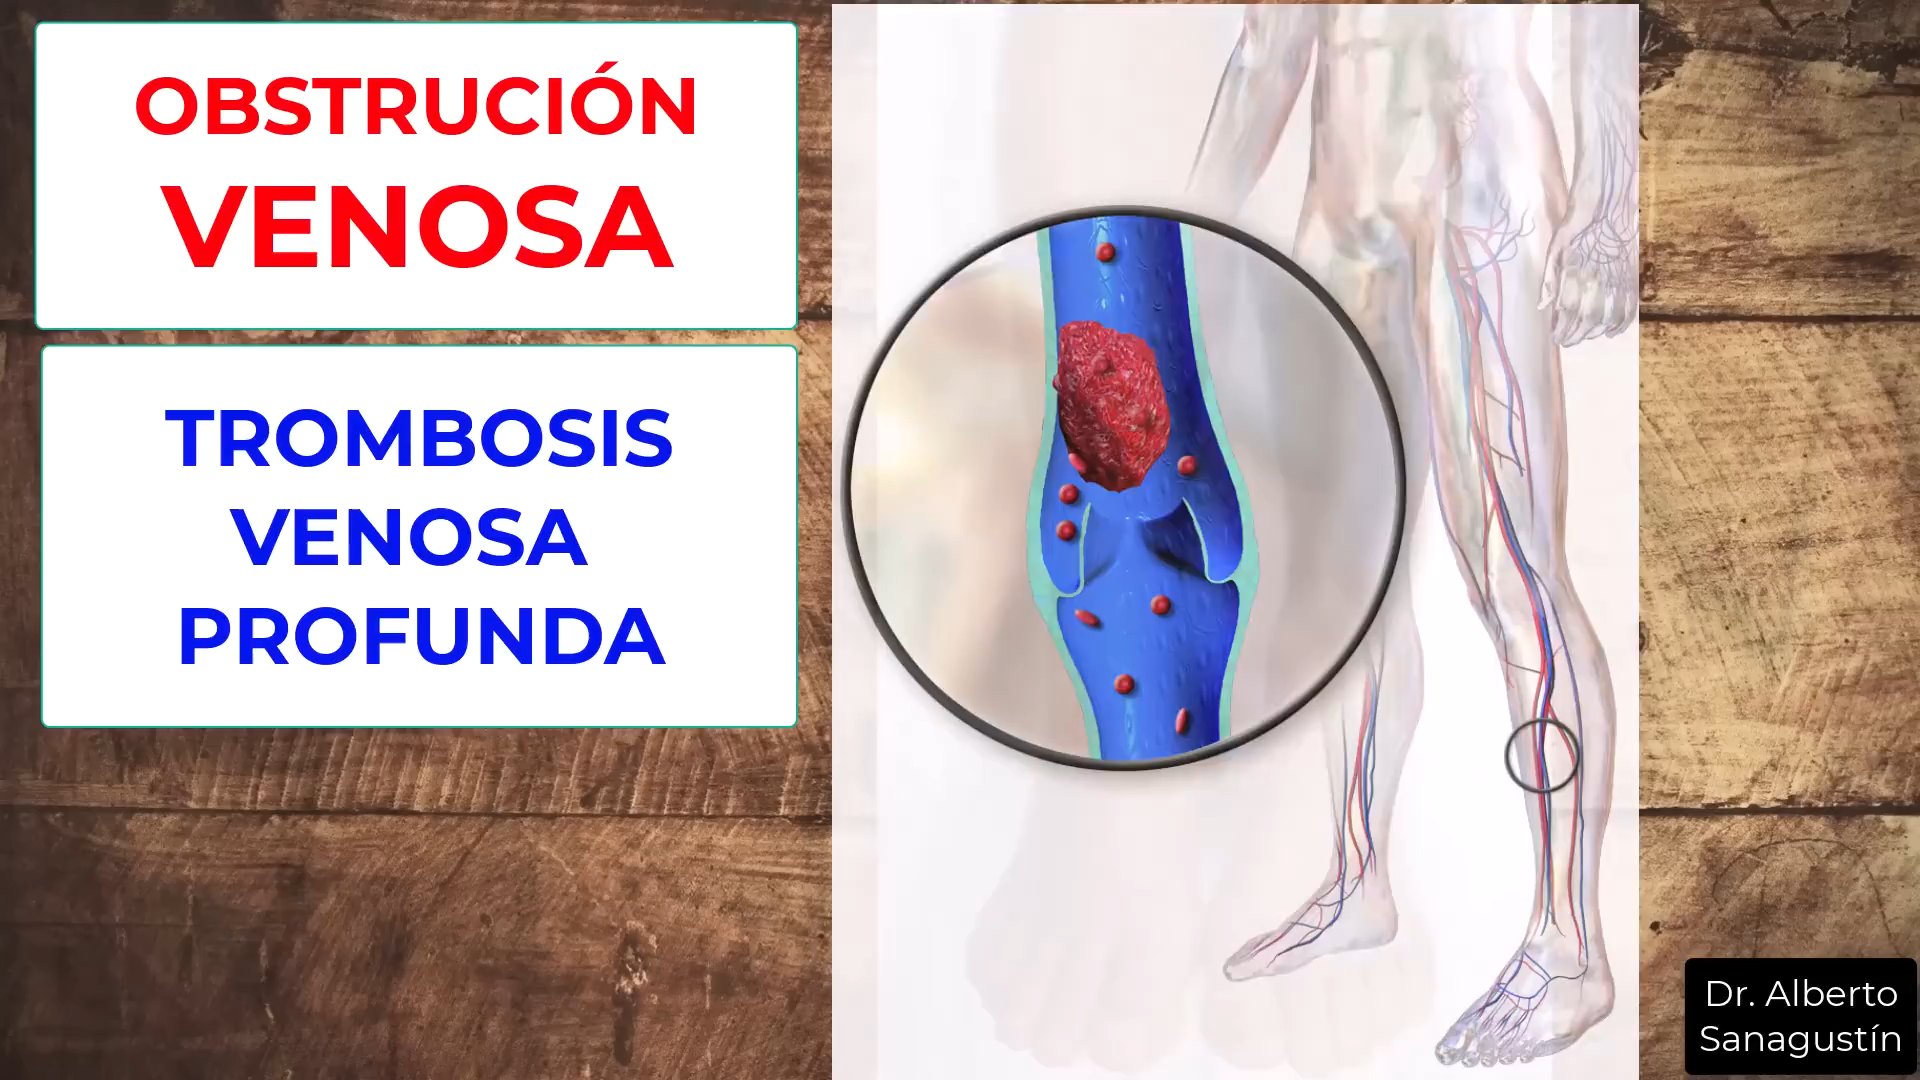 OBSTRUCIÓN
VENOSA
TROMBOSIS
VENOSA
PROFUNDA
Dr. Alberto
Sanagustín